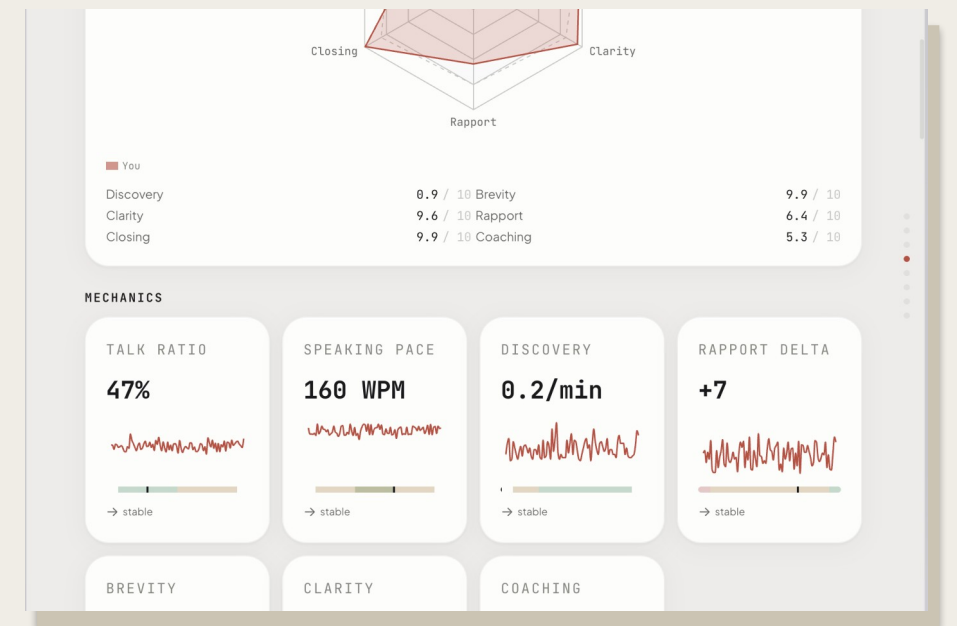 Closing
Clarity
Rapport
You
Discovery 0.9 / 10 Brevity 9.9 / 10
Clarity 9.6 / 10 Rapport 6.4 / 10
Closing 9.9 / 10 Coaching 5.3 / 10
MECHANICS
TALK RATIO SPEAKING PACE DISCOVERY RAPPORT DELTA
47% 160 WPM 0.2/min +7
→ stable → stable → stable → stable
BREVITY CLARITY COACHING